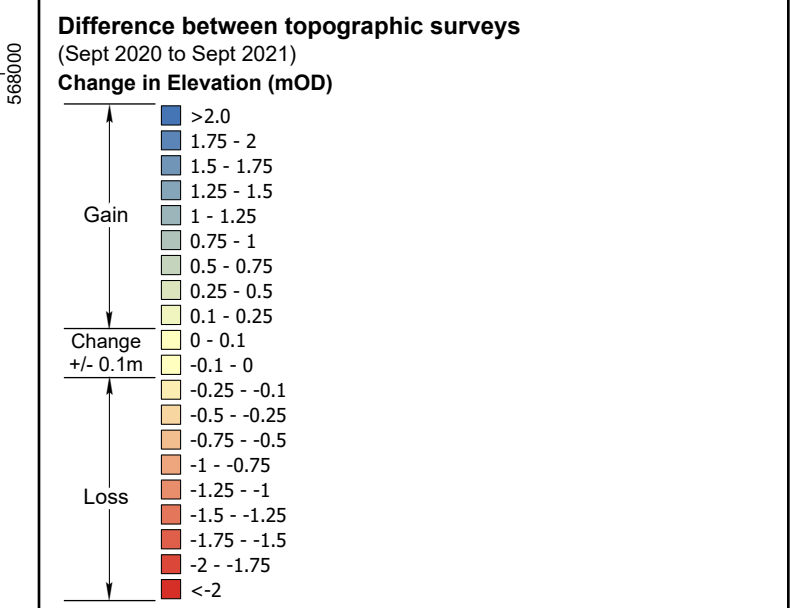 568000
Difference between topographic surveys
(Sept 2020 to Sept 2021)
Change in Elevation (mOD)
>2.0
1.75 - 2
1.5 - 1.75
1.25 - 1.5
Gain
1 - 1.25
0.75 - 1
0.5 - 0.75
0.25 - 0.5
0.1 - 0.25
Change
+/- 0.1m
0 - 0.1
-0.1 - 0
-0.25 - -0.1
-0.5 - -0.25
-0.75 - -0.5
-1 - -0.75
Loss
-1.25 - -1
-1.5 - -1.25
-1.75 - -1.5
-2 - -1.75
<-2